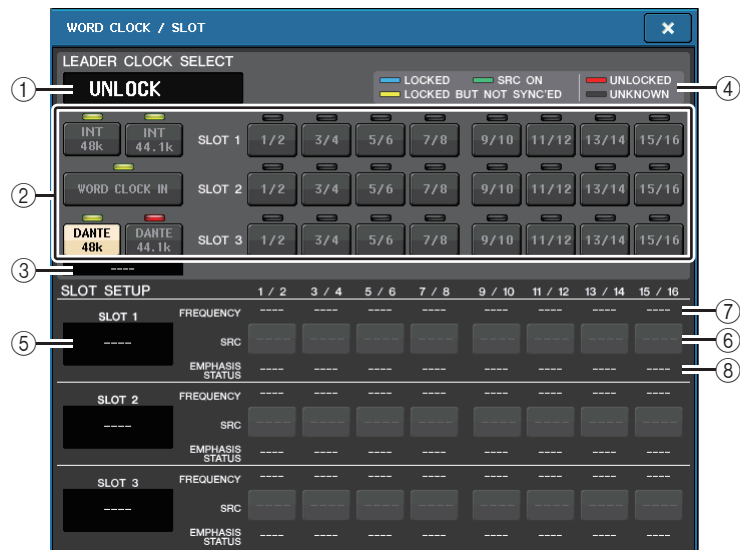 WORD CLOCK / SLOT
LEADER CLOCK SELECT
① UNLOCK
LOCKED SRC ON UNLOCKED ④
LOCKED BUT NOT SYNC'ED UNKNOWN
②
INT 48k INT 44.1k SLOT 1 1/2 3/4 5/6 7/8 9/10 11/12 13/14 15/16
WORD CLOCK IN SLOT 2 1/2 3/4 5/6 7/8 9/10 11/12 13/14 15/16
DANTE 48k DANTE 44.1k SLOT 3 1/2 3/4 5/6 7/8 9/10 11/12 13/14 15/16
③ ----
SLOT SETUP 1 / 2 3 / 4 5 / 6 7 / 8 9 / 10 11 / 12 13 / 14 15 / 16
SLOT 1 FREQUENCY ---- ---- ---- ---- ---- ---- ---- ---- ⑦
⑤ ---- SRC ---- ---- ---- ---- ---- ---- ---- ---- ⑥
EMPHASIS STATUS ---- ---- ---- ---- ---- ---- ---- ---- ⑧
SLOT 2 FREQUENCY ---- ---- ---- ---- ---- ---- ---- ----
---- SRC ---- ---- ---- ---- ---- ---- ---- ----
EMPHASIS STATUS ---- ---- ---- ---- ---- ---- ---- ----
SLOT 3 FREQUENCY ---- ---- ---- ---- ---- ---- ---- ----
---- SRC ---- ---- ---- ---- ---- ---- ---- ----
EMPHASIS STATUS ---- ---- ---- ---- ---- ---- ---- ----